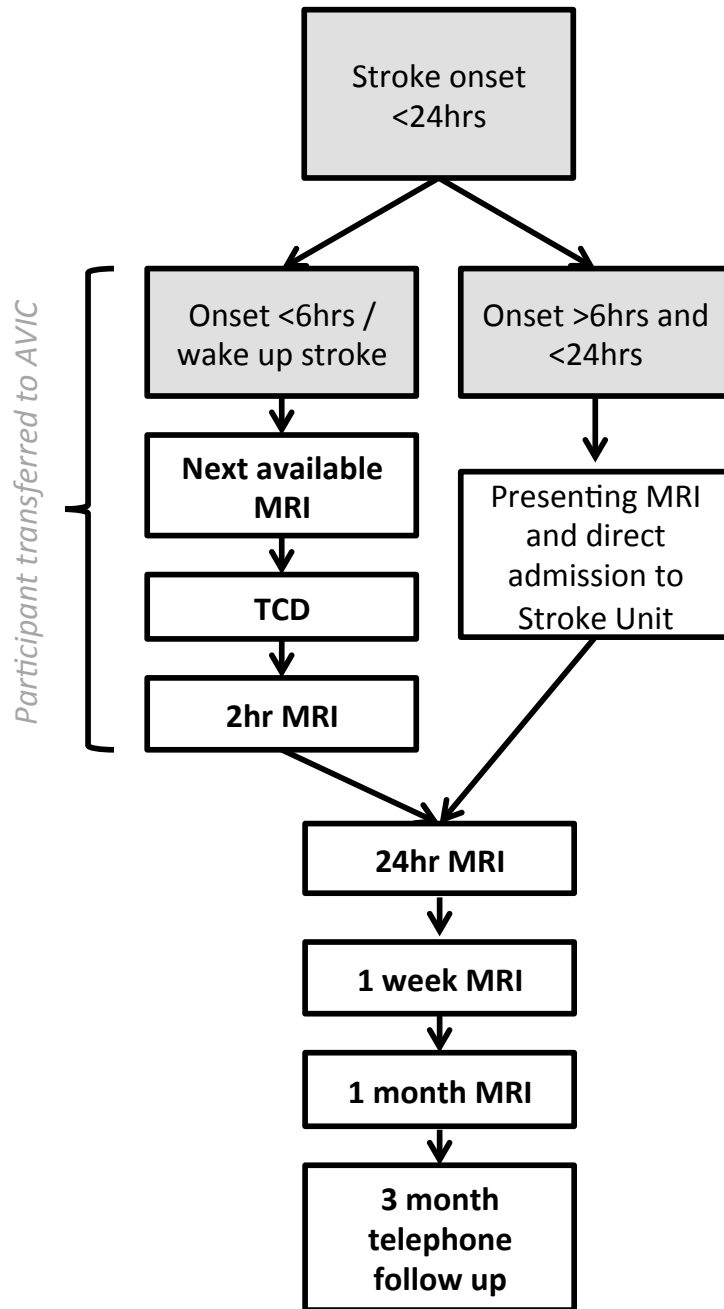 Stroke onset
<24hrs
Participant transferred to AVIC
Onset <6hrs /
wake up stroke
Next available
MRI
TCD
2hr MRI
Onset >6hrs and
<24hrs
Presenting MRI
and direct
admission to
Stroke Unit
24hr MRI
1 week MRI
1 month MRI
3 month
telephone
follow up